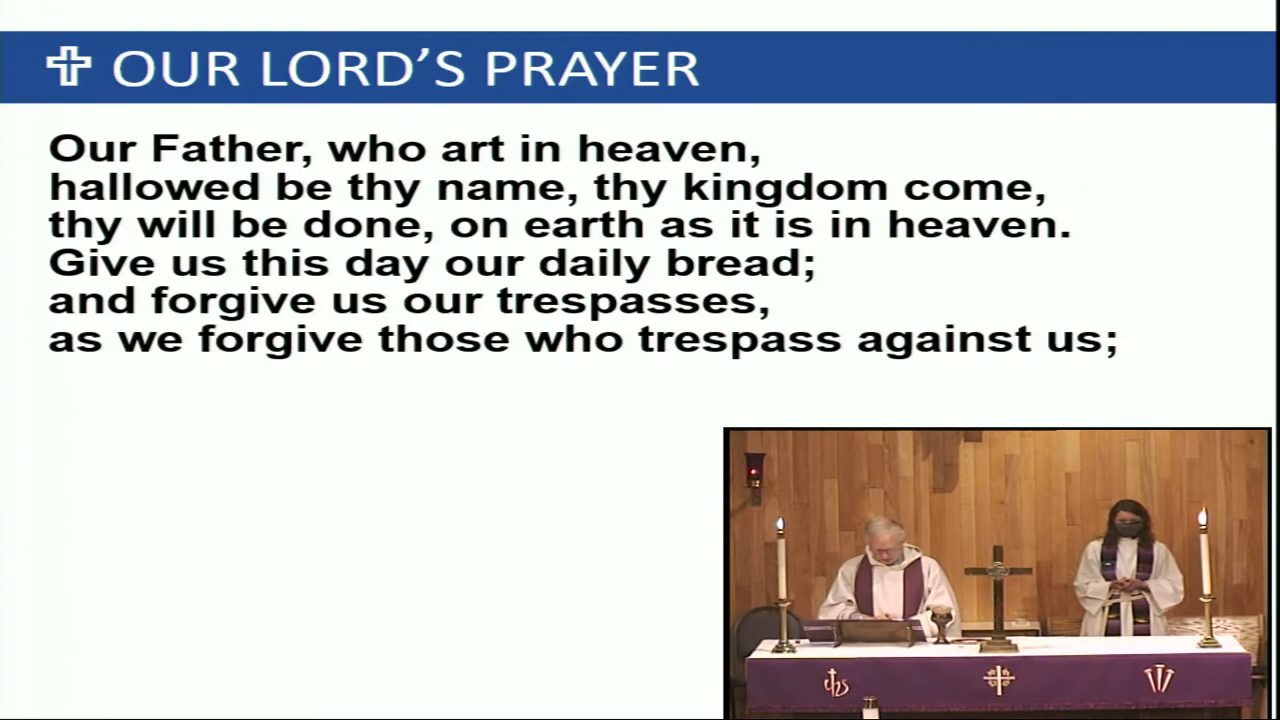 OUR LORD'S PRAYER
Our Father, who art in heaven,
hallowed be thy name, thy kingdom come,
thy will be done, on earth as it is in heaven.
Give us this day our daily bread;
and forgive us our trespasses,
as we forgive those who trespass against us;